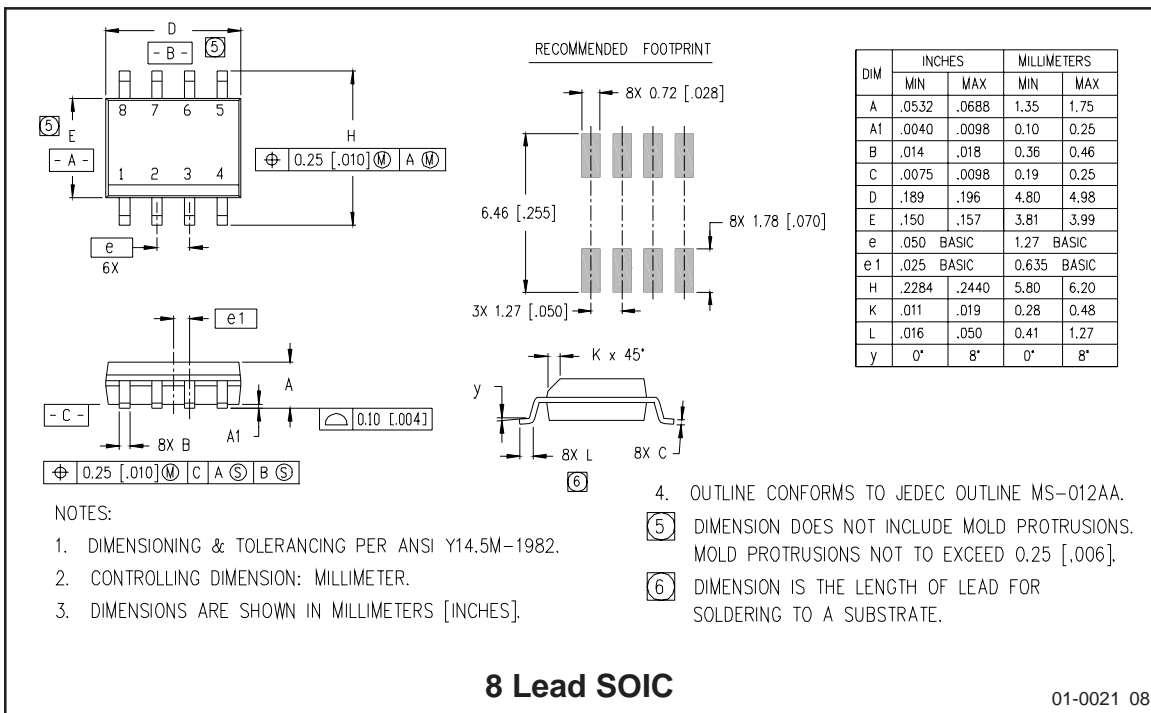 D
- B -
5
8 7 6 5
5
E
- A -
1 2 3 4
H
⌖ 0.25 [.010] Ⓜ A Ⓜ
e
6X
RECOMMENDED FOOTPRINT
8X 0.72 [.028]
6.46 [.255]
8X 1.78 [.070]
3X 1.27 [.050]
DIM INCHES MILLIMETERS
MIN MAX MIN MAX
A .0532 .0688 1.35 1.75
A1 .0040 .0098 0.10 0.25
B .014 .018 0.36 0.46
C .0075 .0098 0.19 0.25
D .189 .196 4.80 4.98
E .150 .157 3.81 3.99
e .050 BASIC 1.27 BASIC
e1 .025 BASIC 0.635 BASIC
H .2284 .2440 5.80 6.20
K .011 .019 0.28 0.48
L .016 .050 0.41 1.27
y 0° 8° 0° 8°
e1
A
- C -
A1
8X B
⌓ 0.10 [.004]
⌖ 0.25 [.010] Ⓜ C A Ⓢ B Ⓢ
K x 45°
y
8X L
6
8X C
NOTES:
1. DIMENSIONING & TOLERANCING PER ANSI Y14.5M-1982.
2. CONTROLLING DIMENSION: MILLIMETER.
3. DIMENSIONS ARE SHOWN IN MILLIMETERS [INCHES].
4. OUTLINE CONFORMS TO JEDEC OUTLINE MS-012AA.
5 DIMENSION DOES NOT INCLUDE MOLD PROTRUSIONS.
MOLD PROTRUSIONS NOT TO EXCEED 0.25 [.006].
6 DIMENSION IS THE LENGTH OF LEAD FOR
SOLDERING TO A SUBSTRATE.
8 Lead SOIC
01-0021 08